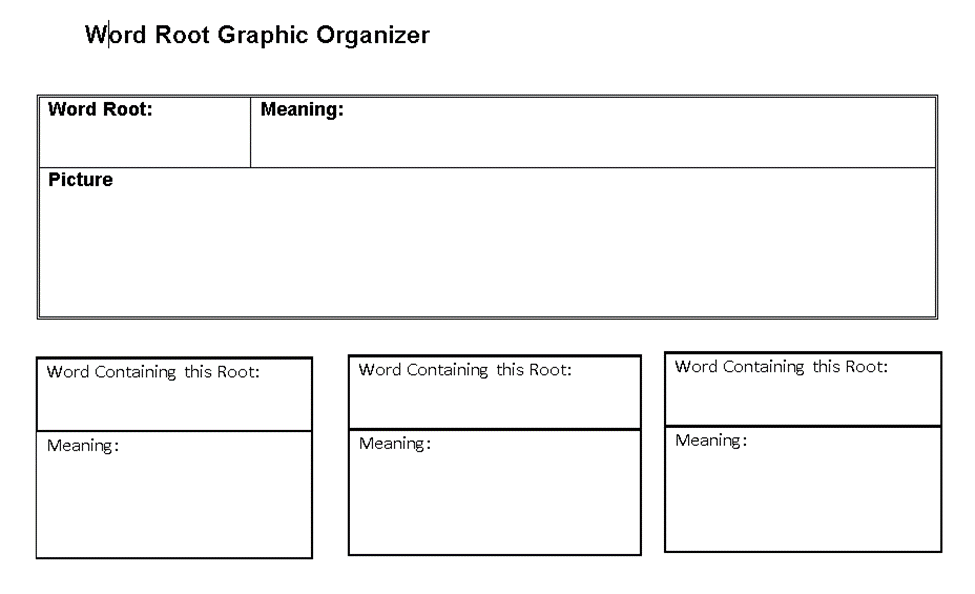 Word Root Graphic Organizer
Word Root: Meaning:
Picture
Word Containing this Root: Word Containing this Root: Word Containing this Root:
Meaning: Meaning: Meaning: